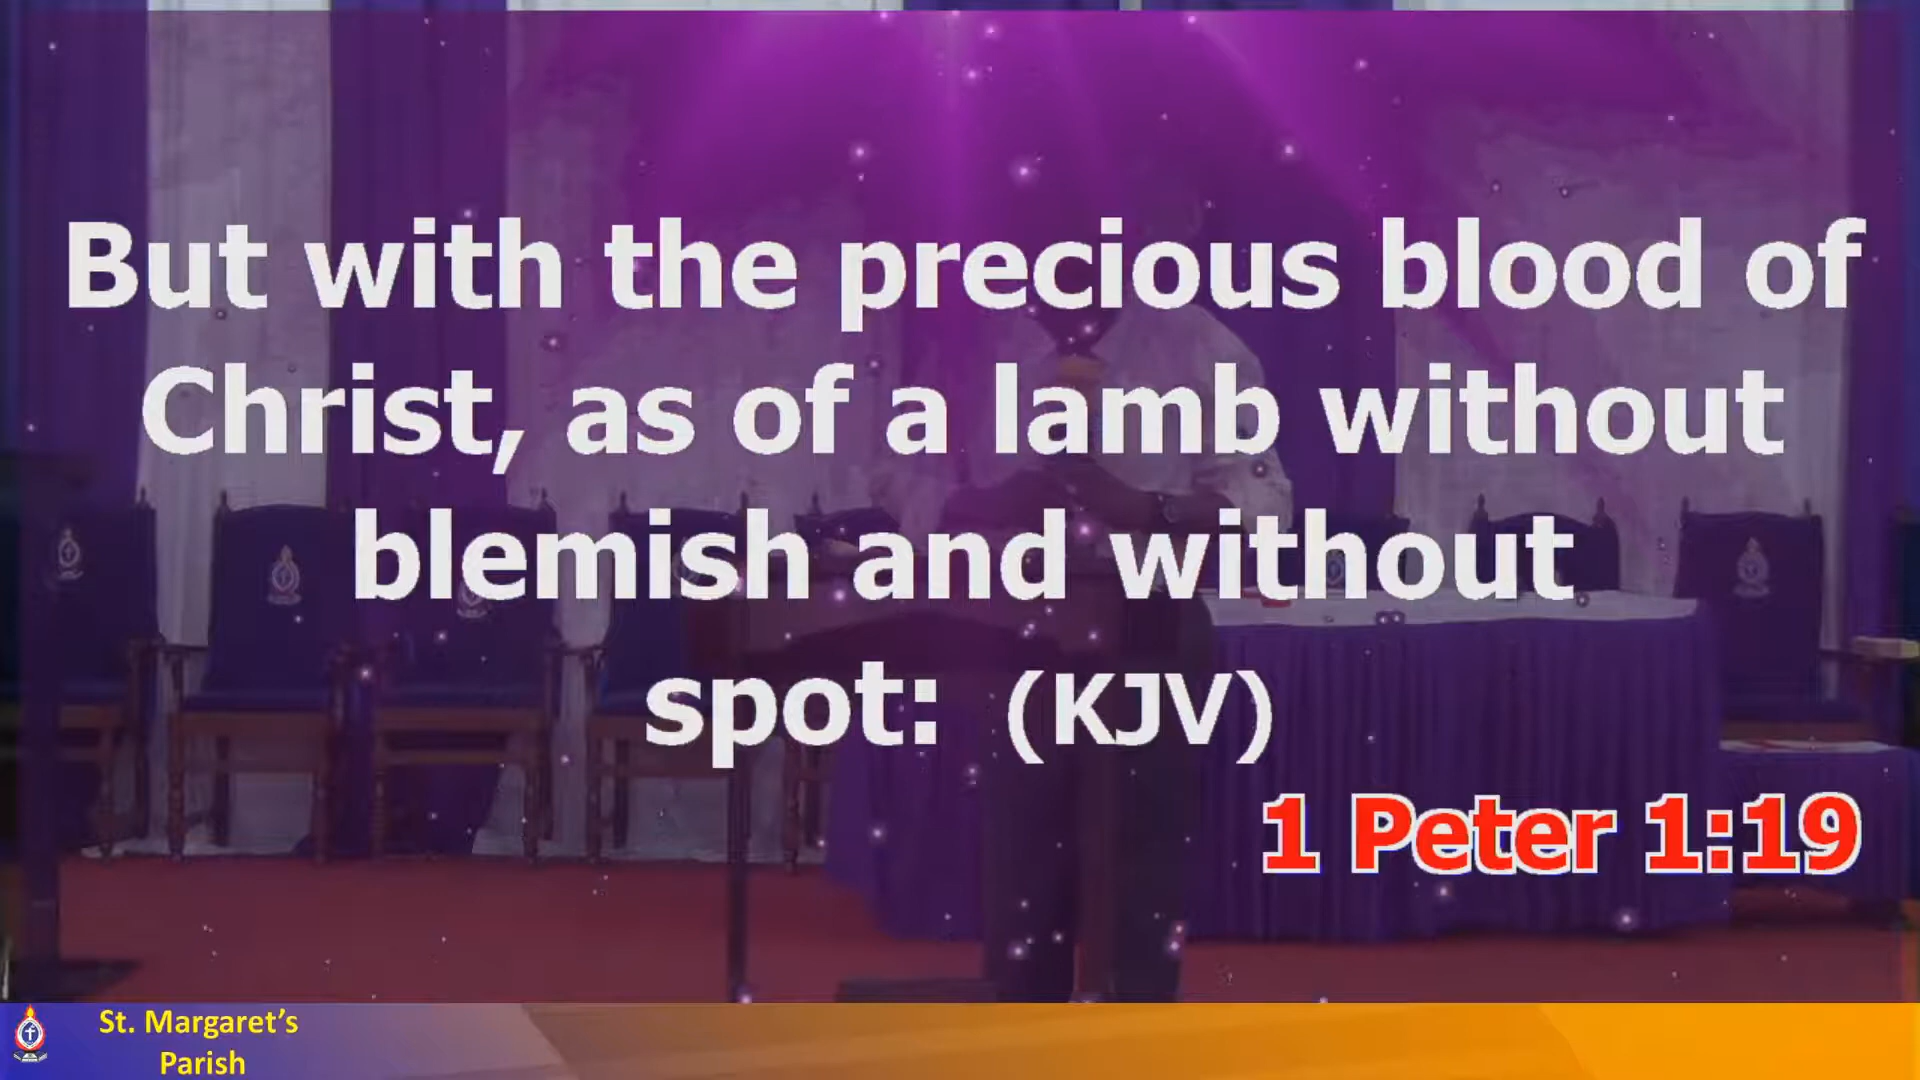 But with the precious blood of
Christ, as of a lamb without
blemish and without
spot: (KJV)
1 Peter 1:19
St. Margaret’s
Parish